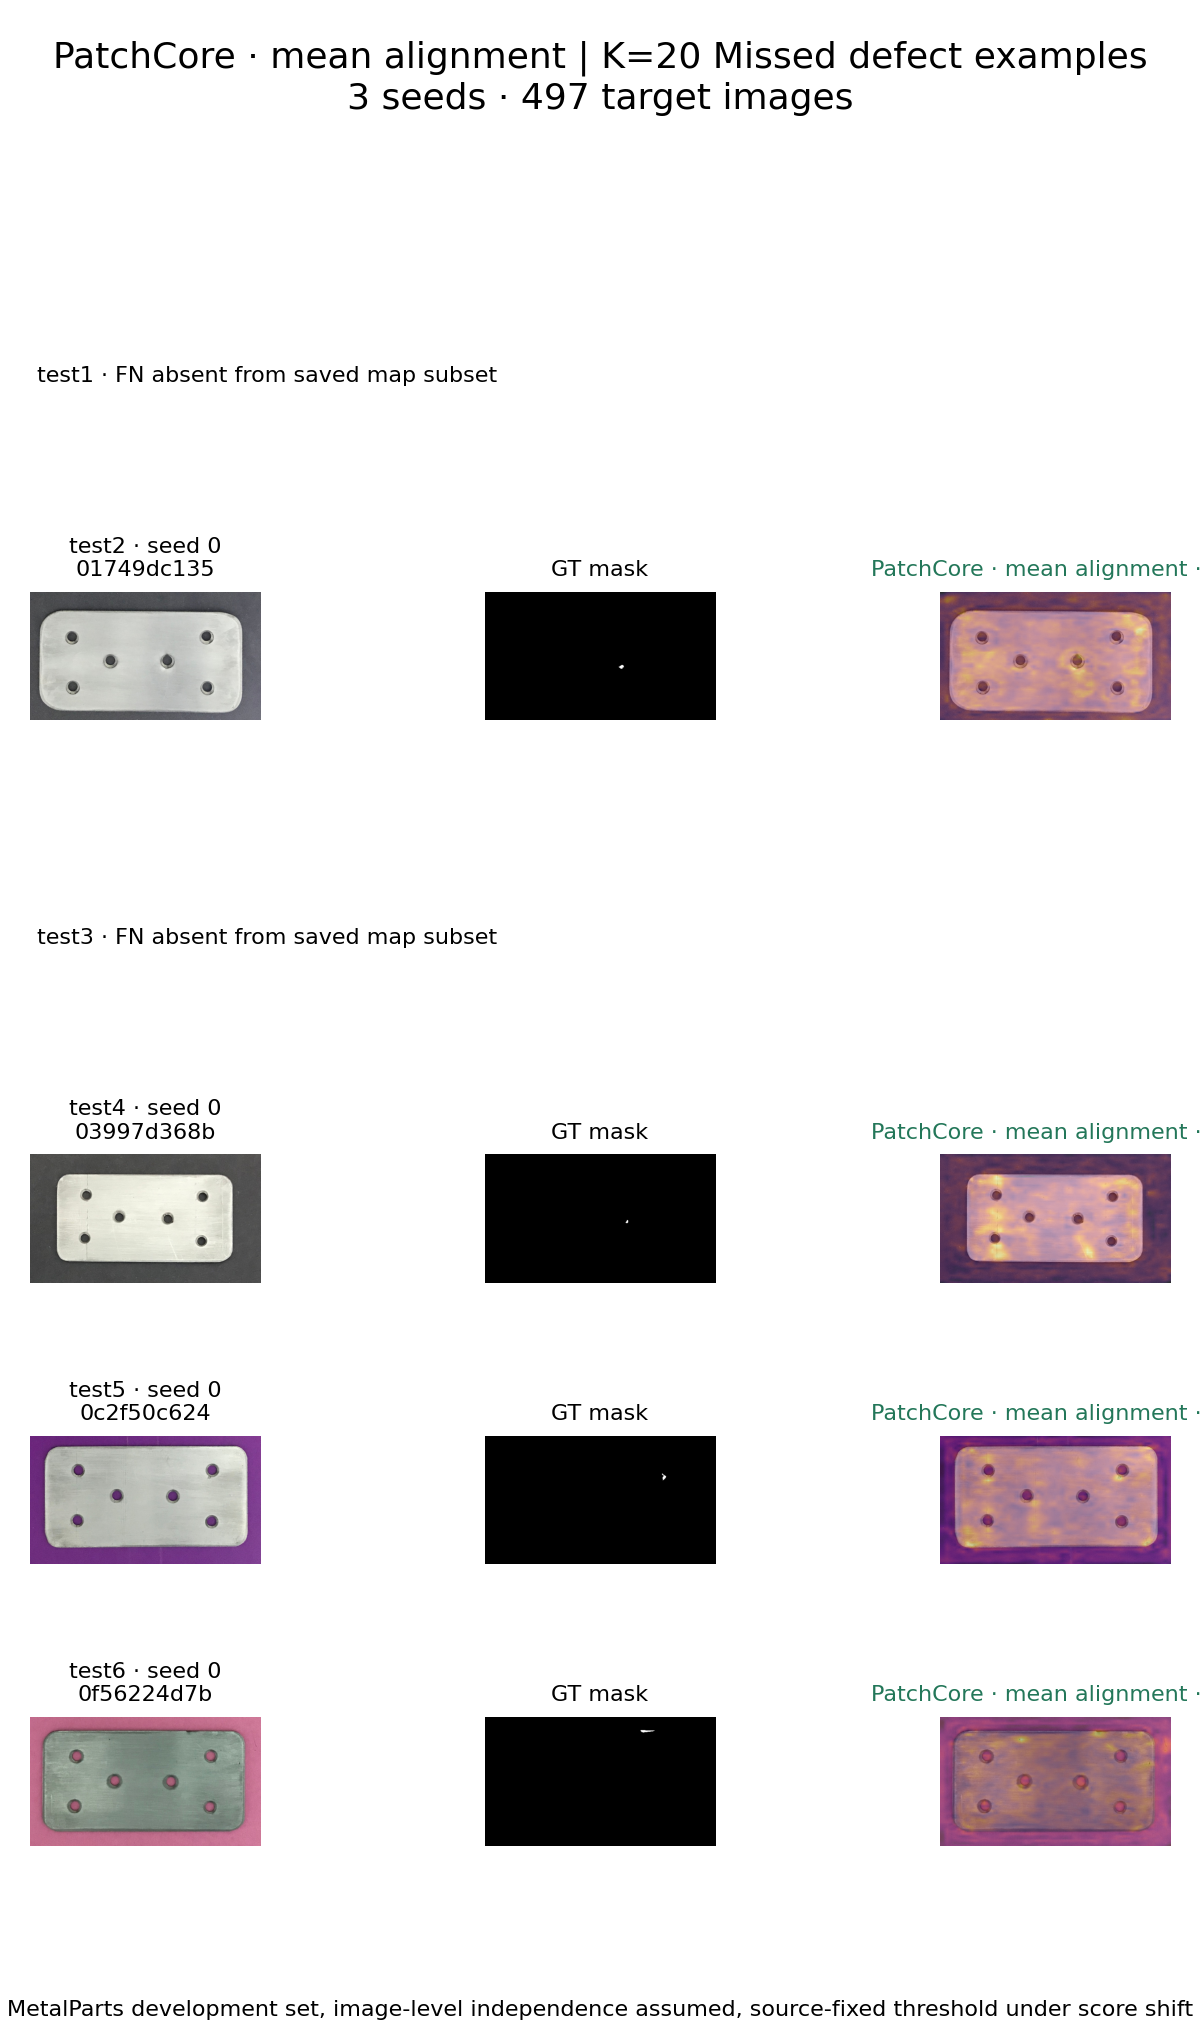 PatchCore · mean alignment | K=20 Missed defect examples
3 seeds · 497 target images
test1 · FN absent from saved map subset
test2 · seed 0
01749dc135
GT mask
PatchCore · mean alignment ·
test3 · FN absent from saved map subset
test4 · seed 0
03997d368b
GT mask
PatchCore · mean alignment ·
test5 · seed 0
0c2f50c624
GT mask
PatchCore · mean alignment ·
test6 · seed 0
0f56224d7b
GT mask
PatchCore · mean alignment ·
MetalParts development set, image-level independence assumed, source-fixed threshold under score shift